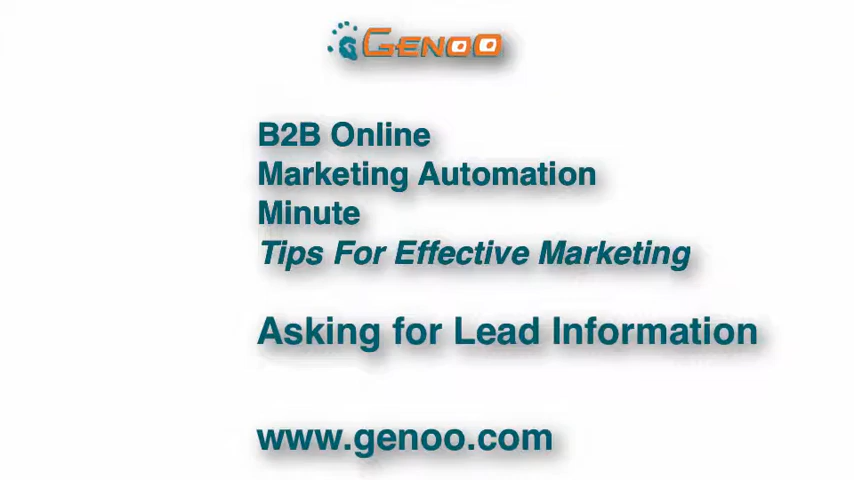 GENOO
B2B Online
Marketing Automation
Minute
Tips For Effective Marketing
Asking for Lead Information
www.genoo.com